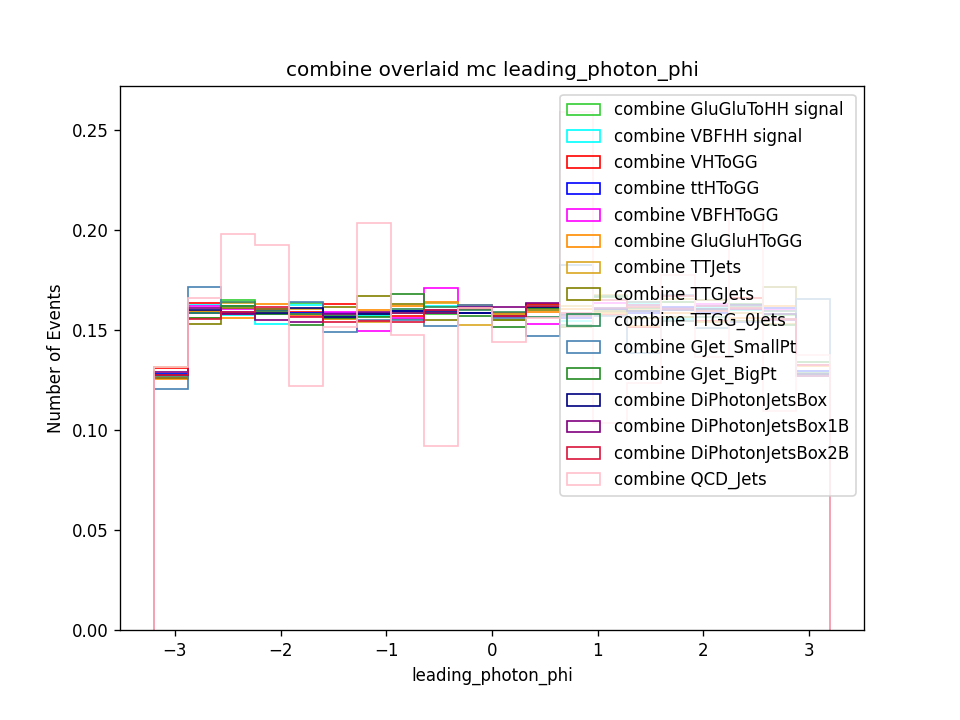 combine overlaid mc leading_photon_phi
Number of Events
0.25
0.20
0.15
0.10
0.05
0.00
combine GluGluToHH signal
combine VBFHH signal
combine VHToGG
combine ttHToGG
combine VBFHToGG
combine GluGluHToGG
combine TTJets
combine TTGJets
combine TTGG_0Jets
combine GJet_SmallPt
combine GJet_BigPt
combine DiPhotonJetsBox
combine DiPhotonJetsBox1B
combine DiPhotonJetsBox2B
combine QCD_Jets
−3
−2
−1
0
1
2
3
leading_photon_phi